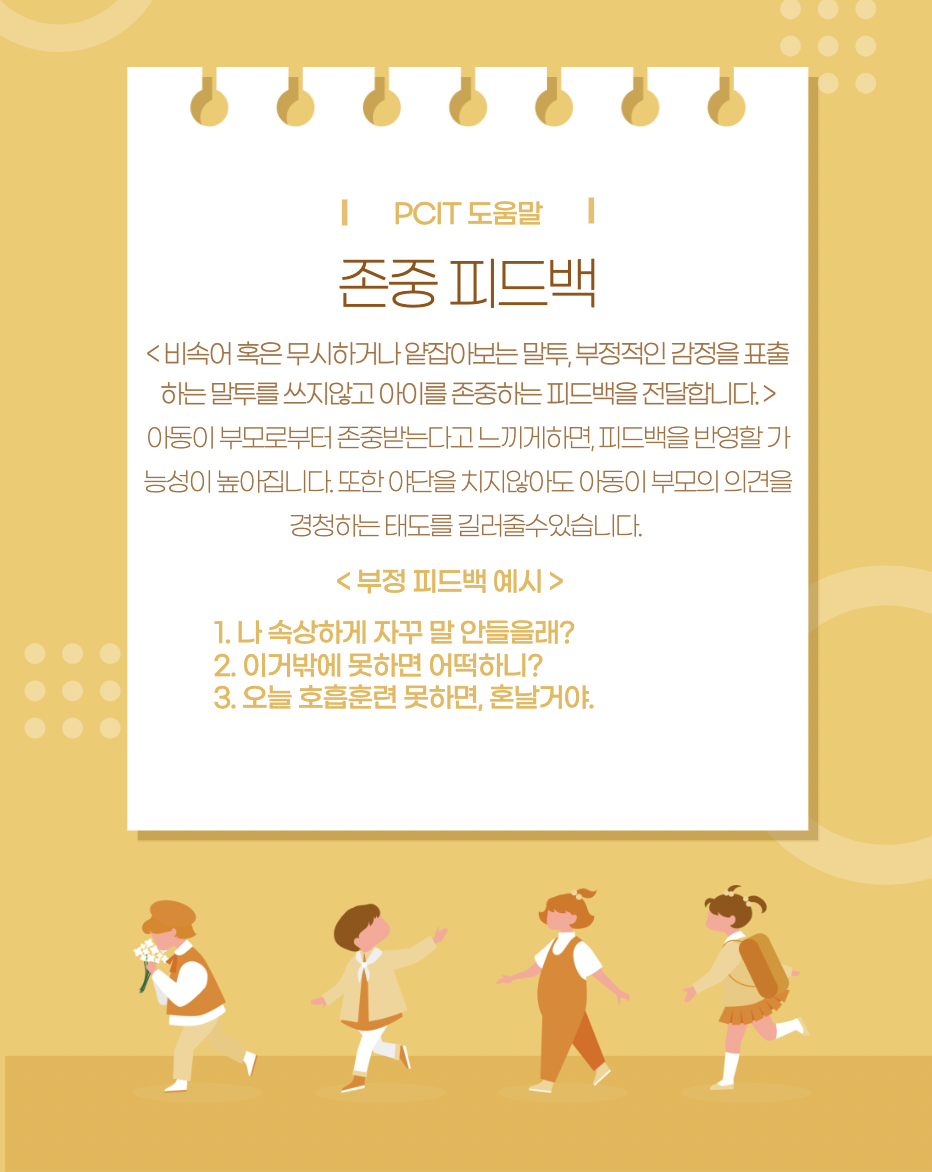 PCIT 도움말
존중 피드백
< 비속어 혹은 무시하거나 얕잡아보는 말투, 부정적인 감정을 표출
하는 말투를 쓰지않고 아이를 존중하는 피드백을 전달합니다. >
아동이 부모로부터 존중받는다고 느끼게하면, 피드백을 반영할 가
능성이 높아집니다. 또한 야단을 치지않아도 아동이 부모의 의견을
경청하는 태도를 길러줄수있습니다.
< 부정 피드백 예시 >
1. 나 속상하게 자꾸 말 안들을래?
2. 이거밖에 못하면 어떡하니?
3. 오늘 호흡훈련 못하면, 혼날거야.